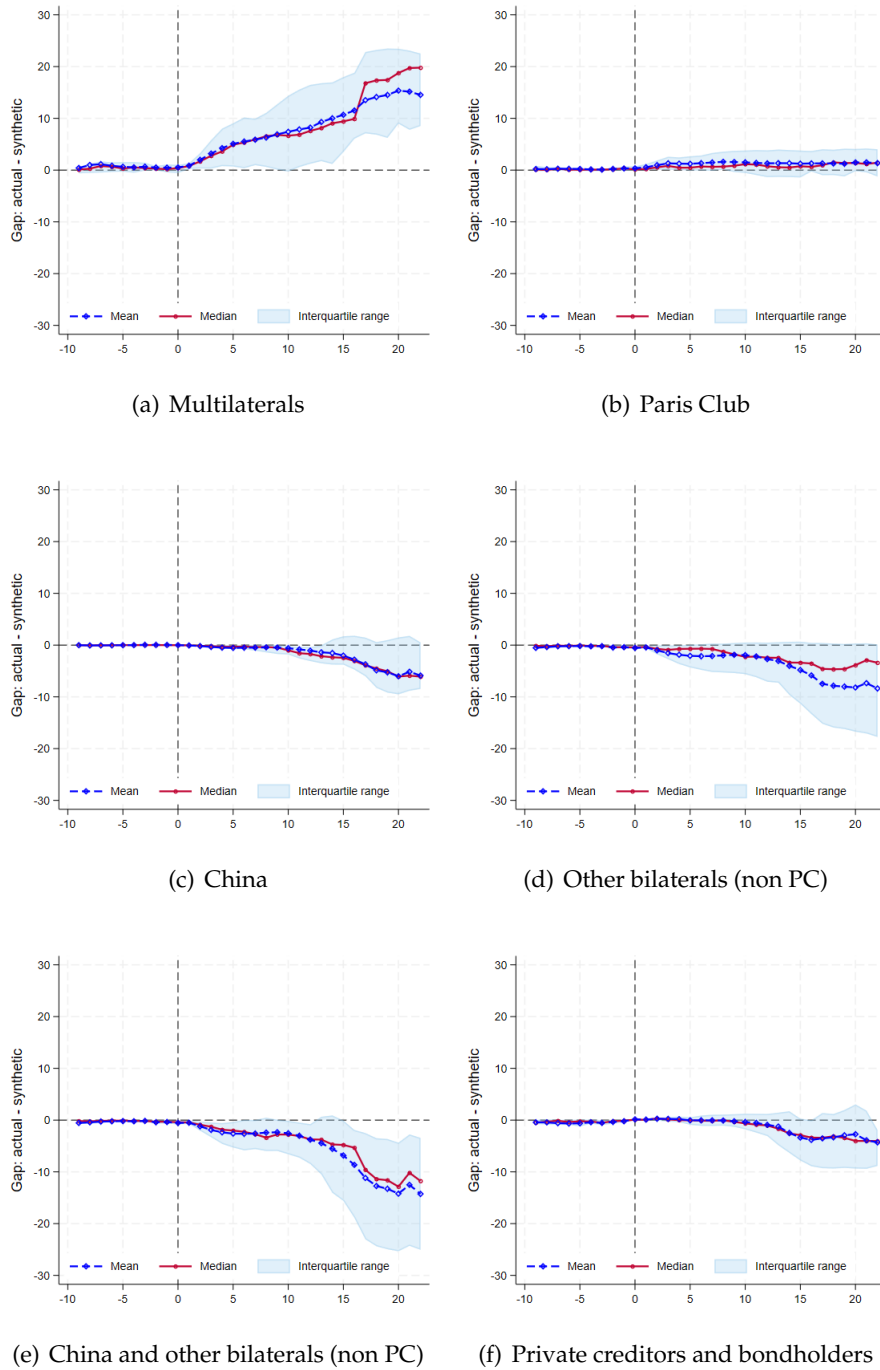 30
20
10
0
-10
-20
-30
Gap: actual - synthetic
Mean Median Interquartile range
-10 -5 0 5 10 15 20
(a) Multilaterals
30
20
10
0
-10
-20
-30
Gap: actual - synthetic
Mean Median Interquartile range
-10 -5 0 5 10 15 20
(b) Paris Club
30
20
10
0
-10
-20
-30
Gap: actual - synthetic
Mean Median Interquartile range
-10 -5 0 5 10 15 20
(c) China
30
20
10
0
-10
-20
-30
Gap: actual - synthetic
Mean Median Interquartile range
-10 -5 0 5 10 15 20
(d) Other bilaterals (non PC)
30
20
10
0
-10
-20
-30
Gap: actual - synthetic
Mean Median Interquartile range
-10 -5 0 5 10 15 20
(e) China and other bilaterals (non PC)
30
20
10
0
-10
-20
-30
Gap: actual - synthetic
Mean Median Interquartile range
-10 -5 0 5 10 15 20
(f) Private creditors and bondholders